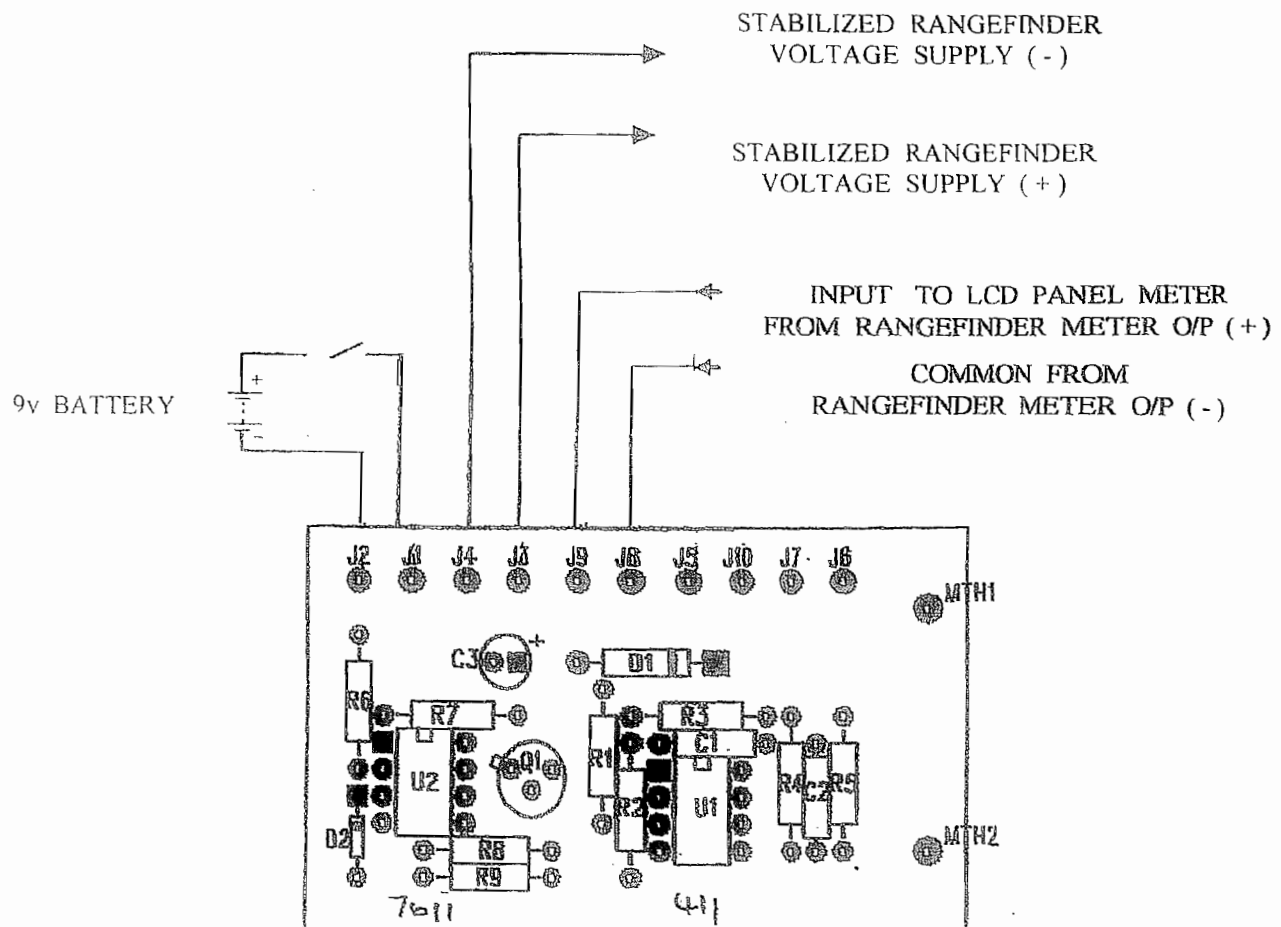 STABILIZED RANGEFINDER
VOLTAGE SUPPLY ( - )
STABILIZED RANGEFINDER
VOLTAGE SUPPLY ( + )
INPUT TO LCD PANEL METER
FROM RANGEFINDER METER O/P ( + )
COMMON FROM
RANGEFINDER METER O/P ( - )
+
9v BATTERY
-
J2 J1 J4 J3 J9 J8 J5 J10 J7 J6
MTH1
C3 +
D1
R6
R7
R3
C1
R1
Q1
U2
R2
U1
R4
C2
R5
D2
R8
MTH2
R9
7611
411